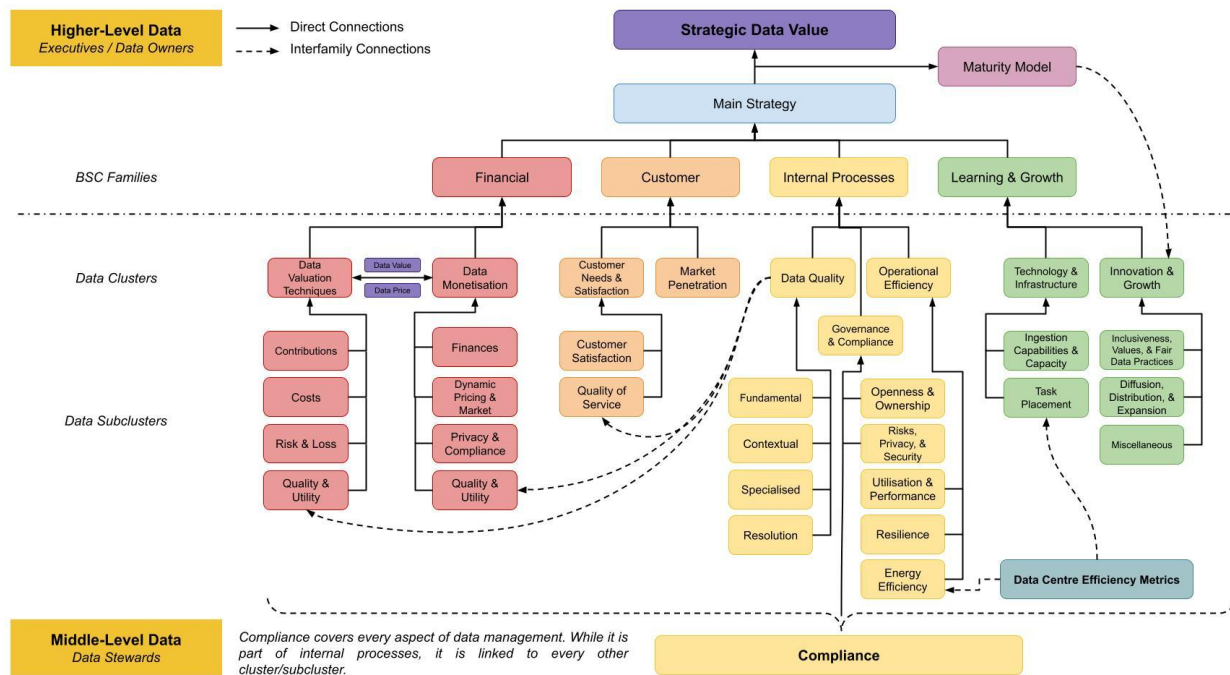 Higher-Level Data
Executives / Data Owners
Direct Connections
Interfamily Connections
Strategic Data Value
Maturity Model
Main Strategy
BSC Families
Financial
Customer
Internal Processes
Learning & Growth
Data Clusters
Data
Valuation
Techniques
Data Value
Data Price
Data
Monetisation
Customer
Needs &
Satisfaction
Market
Penetration
Data Quality
Operational
Efficiency
Technology &
Infrastructure
Innovation &
Growth
Governance
& Compliance
Data Subclusters
Contributions
Costs
Risk & Loss
Quality &
Utility
Finances
Dynamic
Pricing &
Market
Privacy &
Compliance
Quality &
Utility
Customer
Satisfaction
Quality of
Service
Fundamental
Contextual
Specialised
Resolution
Openness &
Ownership
Risks,
Privacy, &
Security
Utilisation &
Performance
Resilience
Energy
Efficiency
Ingestion
Capabilities &
Capacity
Task
Placement
Inclusiveness,
Values, & Fair
Data Practices
Diffusion,
Distribution, &
Expansion
Miscellaneous
Data Centre Efficiency Metrics
Middle-Level Data
Data Stewards
Compliance covers every aspect of data management. While it is
part of internal processes, it is linked to every other
cluster/subcluster.
Compliance